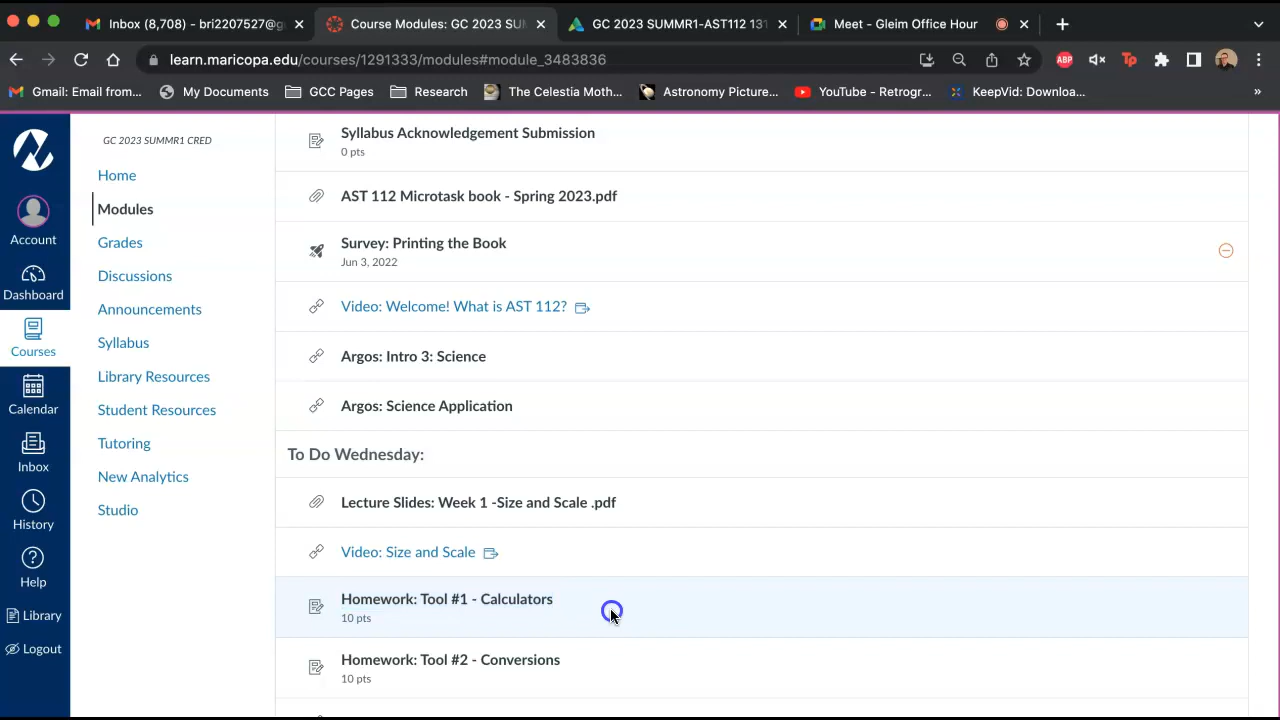 Inbox (8,708) - bri2207527@g
Course Modules: GC 2023 SUM
GC 2023 SUMMR1-AST112 131
Meet - Gleim Office Hour
learn.maricopa.edu/courses/1291333/modules#module_3483836
ABP
Tp
Gmail: Email from...
My Documents
GCC Pages
Research
The Celestia Moth...
Astronomy Picture...
YouTube - Retrogr...
KeepVid: Downloa...
»
GC 2023 SUMMR1 CRED
Home
Modules
Grades
Discussions
Announcements
Syllabus
Library Resources
Student Resources
Tutoring
New Analytics
Studio
Account
Dashboard
Courses
Calendar
Inbox
History
Help
Library
Logout
Syllabus Acknowledgement Submission
0 pts
AST 112 Microtask book - Spring 2023.pdf
Survey: Printing the Book
Jun 3, 2022
Video: Welcome! What is AST 112?
Argos: Intro 3: Science
Argos: Science Application
To Do Wednesday:
Lecture Slides: Week 1 -Size and Scale .pdf
Video: Size and Scale
Homework: Tool #1 - Calculators
10 pts
Homework: Tool #2 - Conversions
10 pts